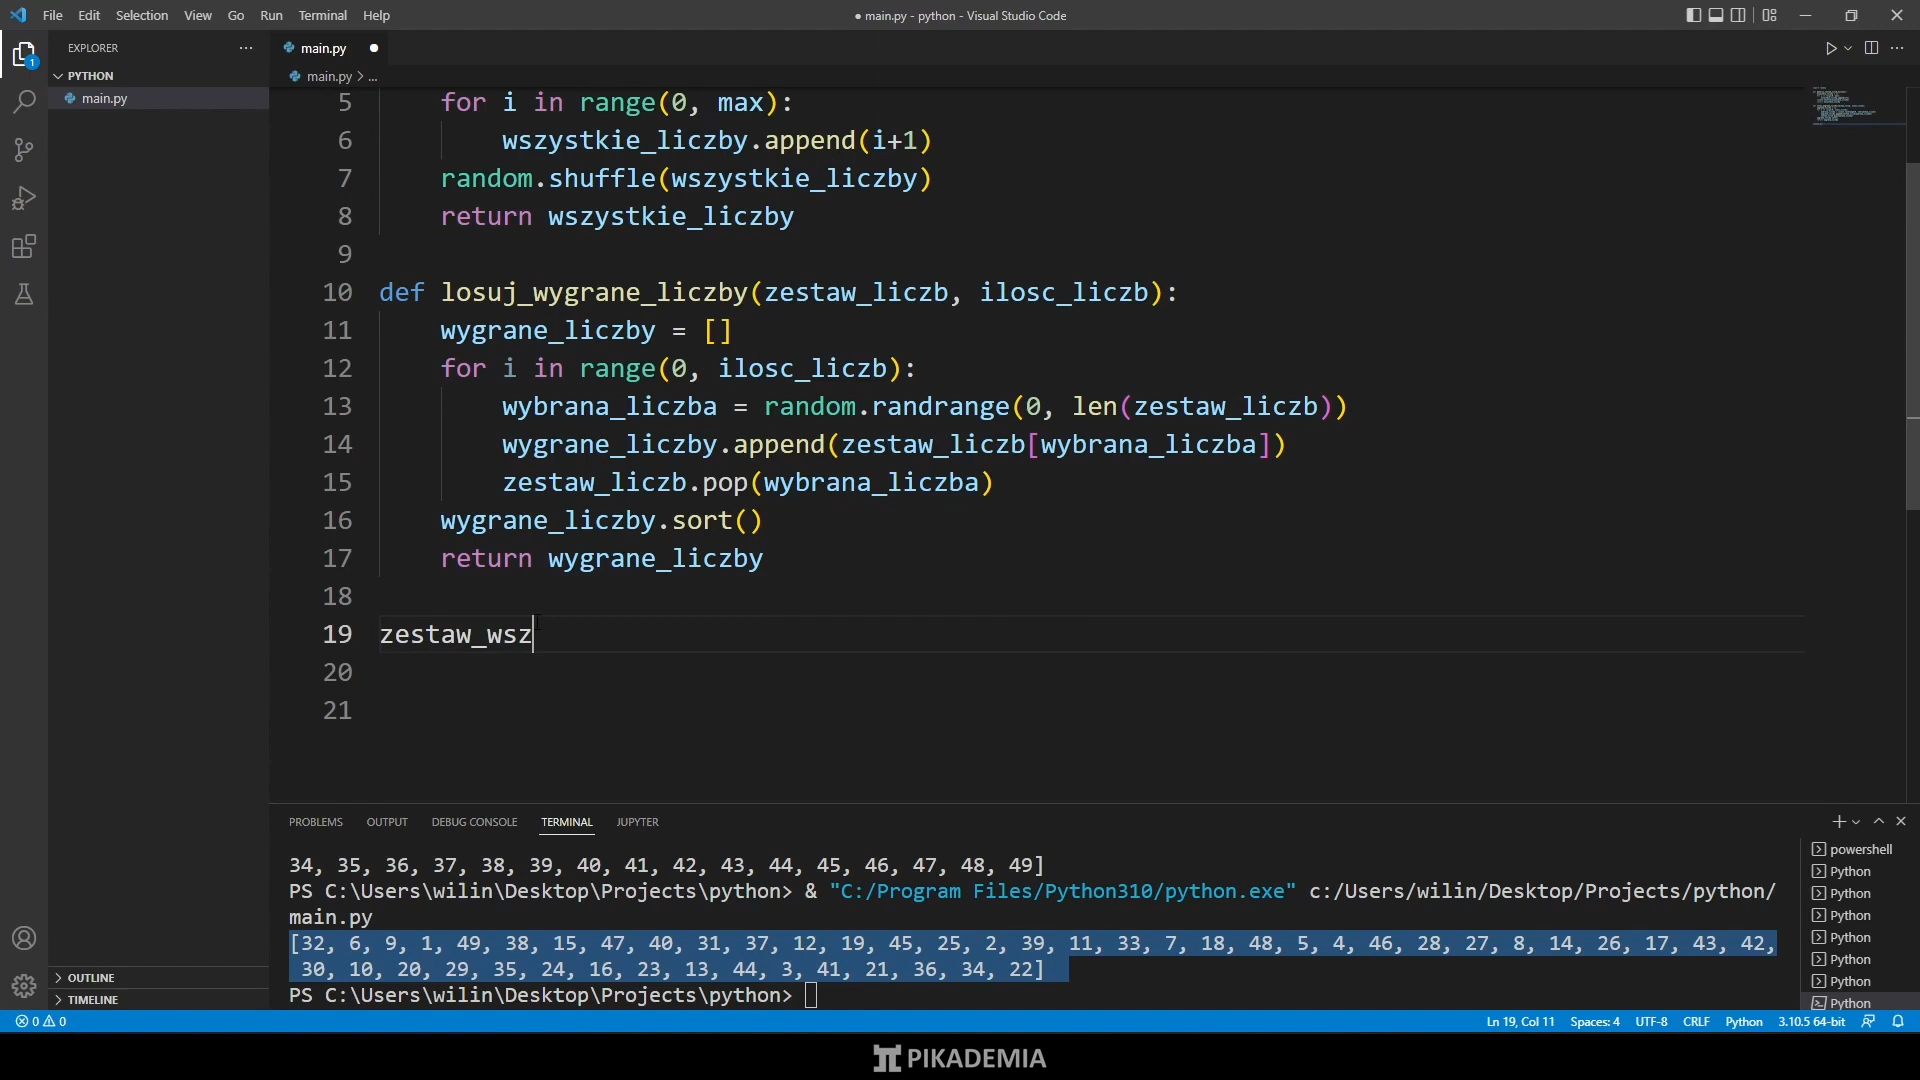 File Edit Selection View Go Run Terminal Help
● main.py - python - Visual Studio Code
EXPLORER
PYTHON
main.py
main.py
main.py > ...
5 for i in range(0, max):
6 wszystkie_liczby.append(i+1)
7 random.shuffle(wszystkie_liczby)
8 return wszystkie_liczby
9
10 def losuj_wygrane_liczby(zestaw_liczb, ilosc_liczb):
11 wygrane_liczby = []
12 for i in range(0, ilosc_liczb):
13 wybrana_liczba = random.randrange(0, len(zestaw_liczb))
14 wygrane_liczby.append(zestaw_liczb[wybrana_liczba])
15 zestaw_liczb.pop(wybrana_liczba)
16 wygrane_liczby.sort()
17 return wygrane_liczby
18
19 zestaw_wsz
20
21
PROBLEMS OUTPUT DEBUG CONSOLE TERMINAL JUPYTER
34, 35, 36, 37, 38, 39, 40, 41, 42, 43, 44, 45, 46, 47, 48, 49]
PS C:\Users\wilin\Desktop\Projects\python> & "C:/Program Files/Python310/python.exe" c:/Users/wilin/Desktop/Projects/python/
main.py
[32, 6, 9, 1, 49, 38, 15, 47, 40, 31, 37, 12, 19, 45, 25, 2, 39, 11, 33, 7, 18, 48, 5, 4, 46, 28, 27, 8, 14, 26, 17, 43, 42,
30, 10, 20, 29, 35, 24, 16, 23, 13, 44, 3, 41, 21, 36, 34, 22]
PS C:\Users\wilin\Desktop\Projects\python>
powershell
Python
Python
Python
Python
Python
Python
Python
OUTLINE
TIMELINE
1
0 0
Ln 19, Col 11 Spaces: 4 UTF-8 CRLF Python 3.10.5 64-bit
PIKADEMIA